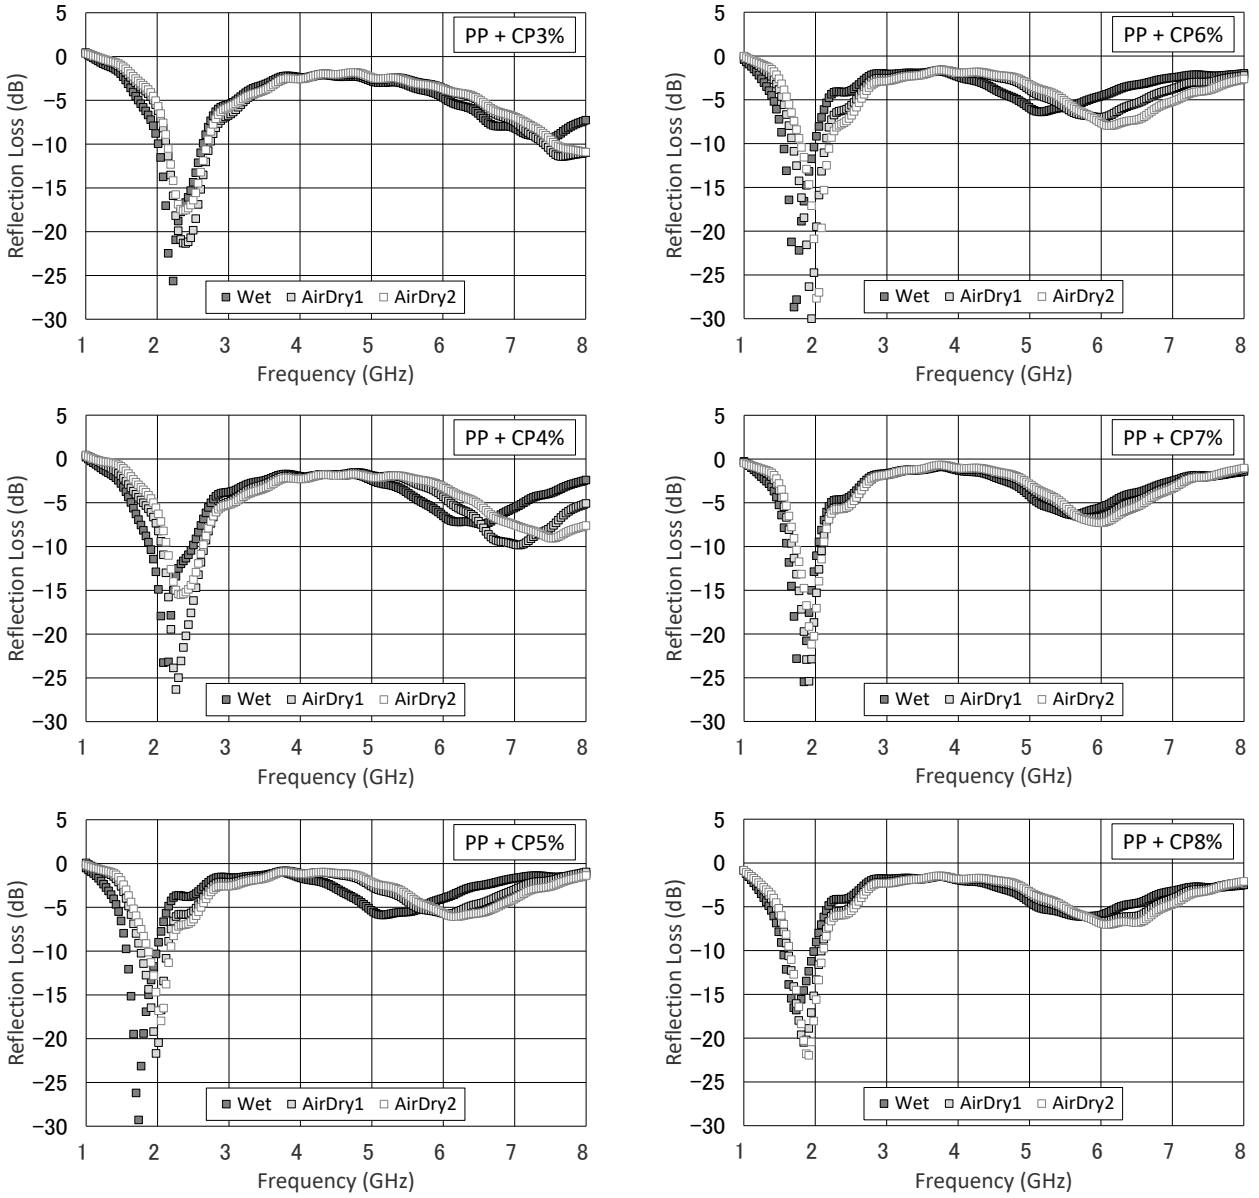 PP + CP3%
5
0
−5
−10
−15
−20
−25
−30
Reflection Loss (dB)
Wet AirDry1 AirDry2
1 2 3 4 5 6 7 8
Frequency (GHz)
PP + CP6%
5
0
−5
−10
−15
−20
−25
−30
Reflection Loss (dB)
Wet AirDry1 AirDry2
1 2 3 4 5 6 7 8
Frequency (GHz)
PP + CP4%
5
0
−5
−10
−15
−20
−25
−30
Reflection Loss (dB)
Wet AirDry1 AirDry2
1 2 3 4 5 6 7 8
Frequency (GHz)
PP + CP7%
5
0
−5
−10
−15
−20
−25
−30
Reflection Loss (dB)
Wet AirDry1 AirDry2
1 2 3 4 5 6 7 8
Frequency (GHz)
PP + CP5%
5
0
−5
−10
−15
−20
−25
−30
Reflection Loss (dB)
Wet AirDry1 AirDry2
1 2 3 4 5 6 7 8
Frequency (GHz)
PP + CP8%
5
0
−5
−10
−15
−20
−25
−30
Reflection Loss (dB)
Wet AirDry1 AirDry2
1 2 3 4 5 6 7 8
Frequency (GHz)